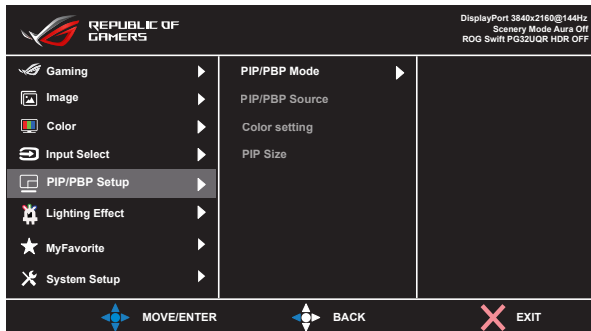 REPUBLIC OF
GAMERS
DisplayPort 3840x2160@144Hz
Scenery Mode Aura Off
ROG Swift PG32UQR HDR OFF
Gaming
Image
Color
Input Select
PIP/PBP Setup
Lighting Effect
MyFavorite
System Setup
PIP/PBP Mode
PIP/PBP Source
Color setting
PIP Size
MOVE/ENTER
BACK
EXIT